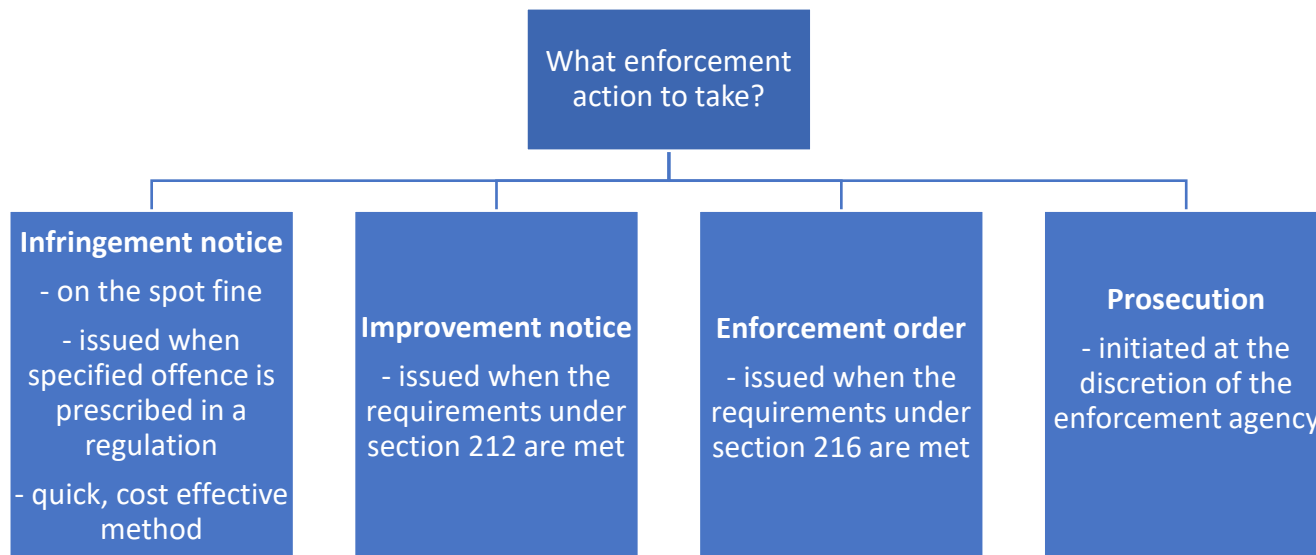 What enforcement
action to take?
Infringement notice
- on the spot fine
- issued when
specified offence is
prescribed in a
regulation
- quick, cost effective
method
Improvement notice
- issued when the
requirements under
section 212 are met
Enforcement order
- issued when the
requirements under
section 216 are met
Prosecution
- initiated at the
discretion of the
enforcement agency